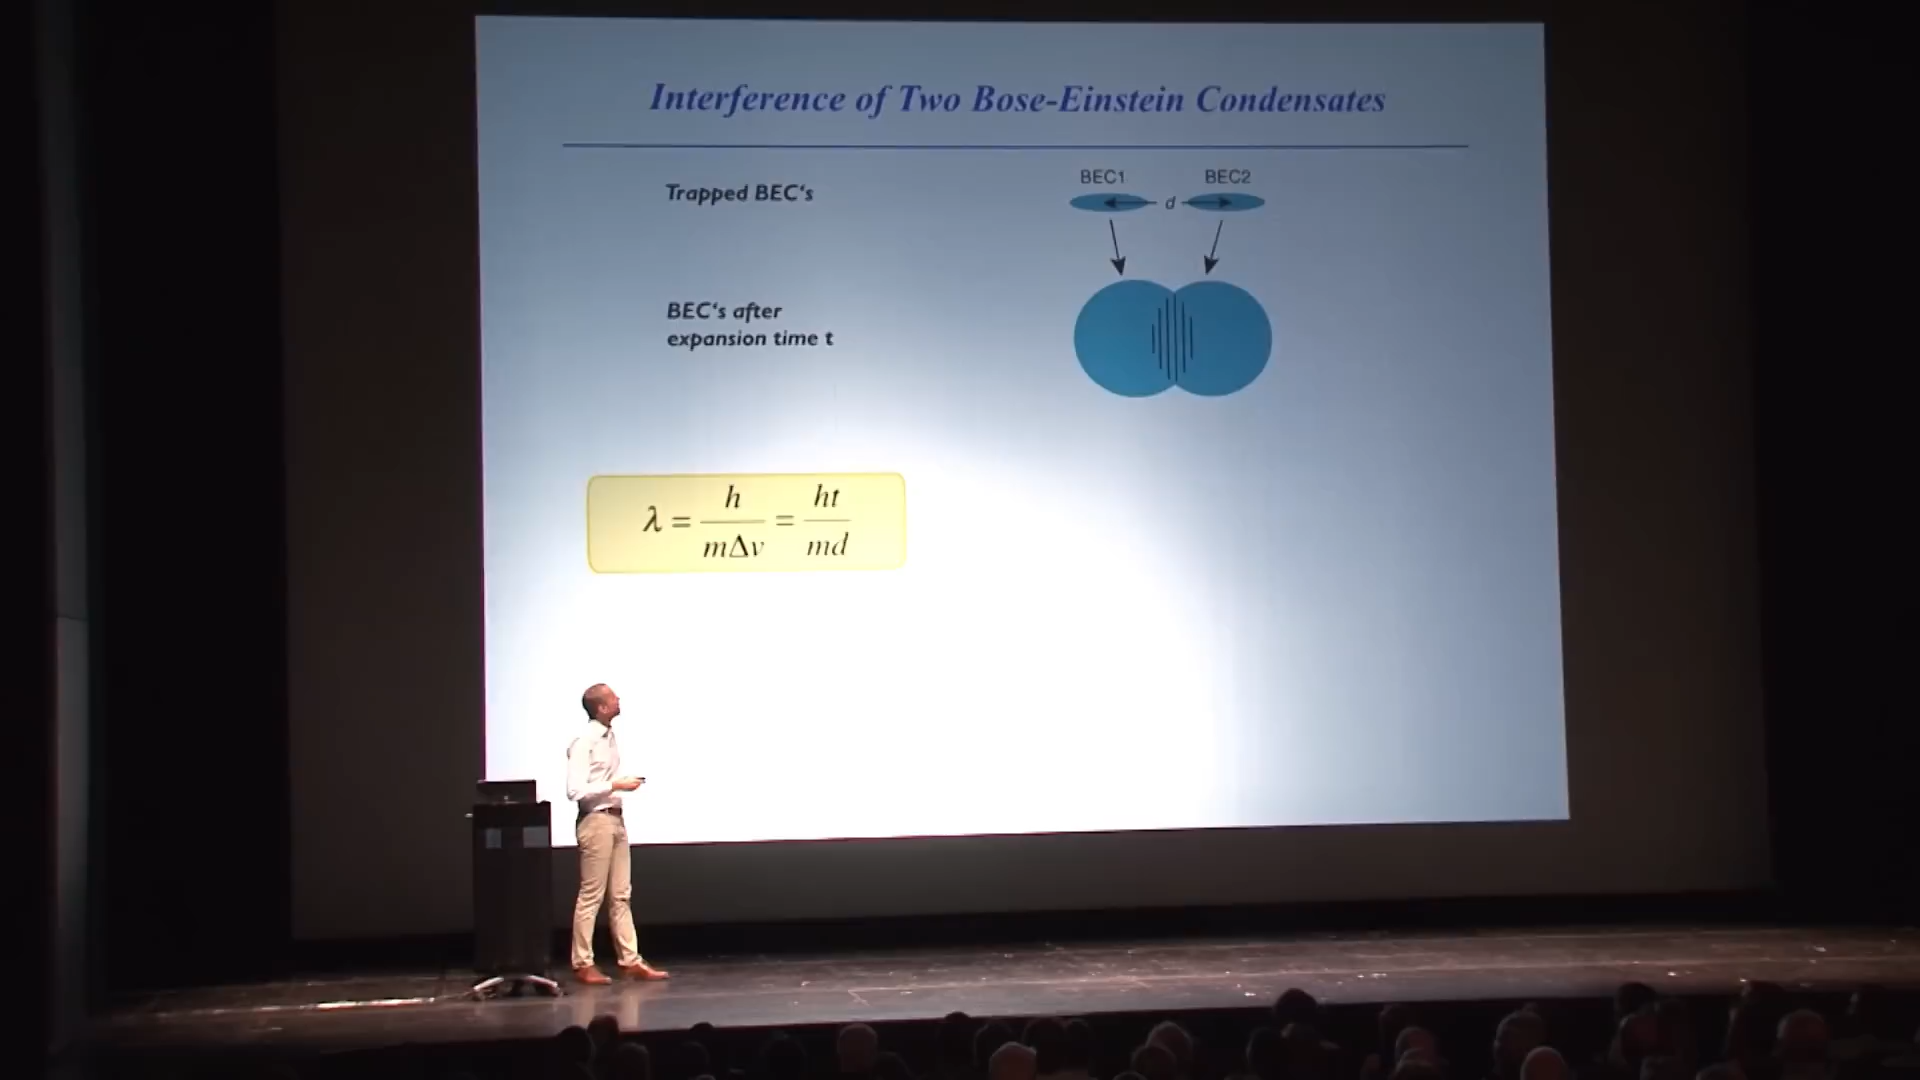 Interference of Two Bose-Einstein Condensates
Trapped BEC‘s
BEC1
BEC2
d
BEC‘s after
expansion time t
λ = h/mΔv = ht/md